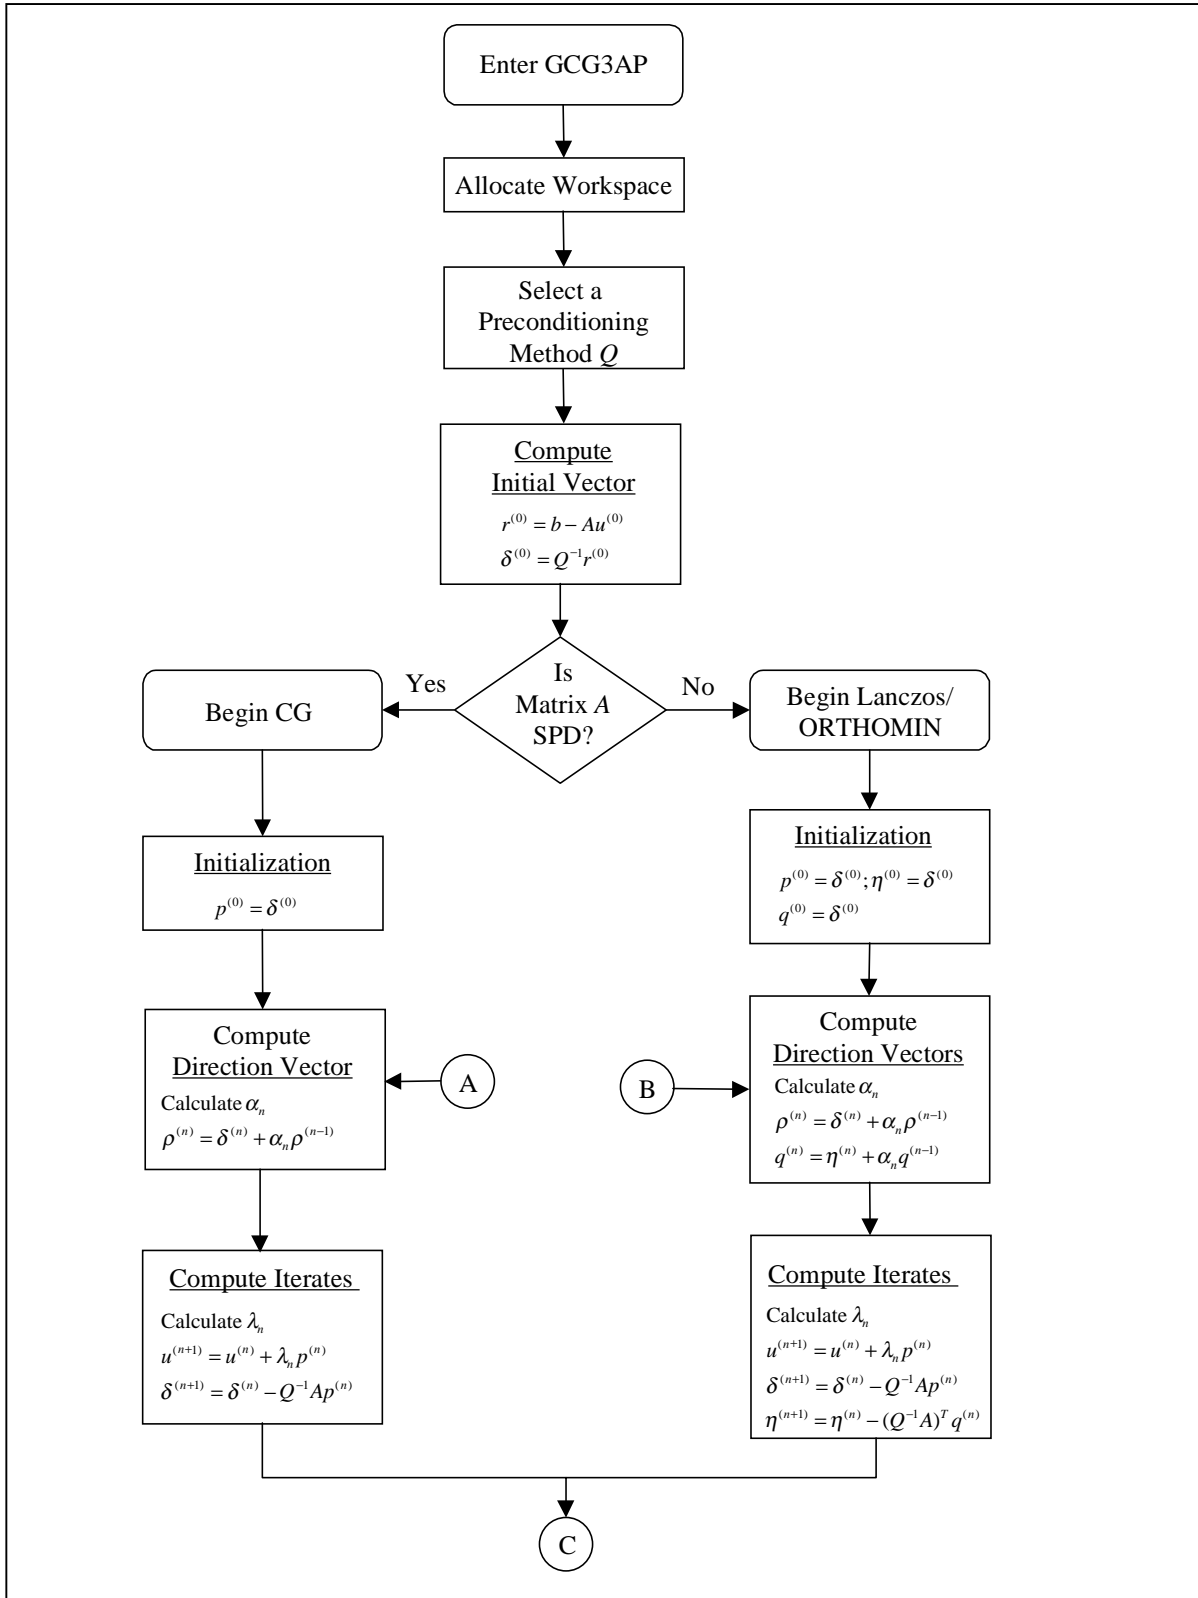 Enter GCG3AP
Allocate Workspace
Select a
Preconditioning
Method Q
Compute
Initial Vector
r^(0) = b − Au^(0)
δ^(0) = Q^−1 r^(0)
Is
Matrix A
SPD?
Yes
No
Begin CG
Initialization
p^(0) = δ^(0)
Compute
Direction Vector
Calculate α_n
ρ^(n) = δ^(n) + α_n ρ^(n−1)
A
Compute Iterates
Calculate λ_n
u^(n+1) = u^(n) + λ_n p^(n)
δ^(n+1) = δ^(n) − Q^−1 Ap^(n)
Begin Lanczos/
ORTHOMIN
Initialization
p^(0) = δ^(0); η^(0) = δ^(0)
q^(0) = δ^(0)
Compute
Direction Vectors
Calculate α_n
ρ^(n) = δ^(n) + α_n ρ^(n−1)
q^(n) = η^(n) + α_n q^(n−1)
B
Compute Iterates
Calculate λ_n
u^(n+1) = u^(n) + λ_n p^(n)
δ^(n+1) = δ^(n) − Q^−1 Ap^(n)
η^(n+1) = η^(n) − (Q^−1 A)^T q^(n)
C